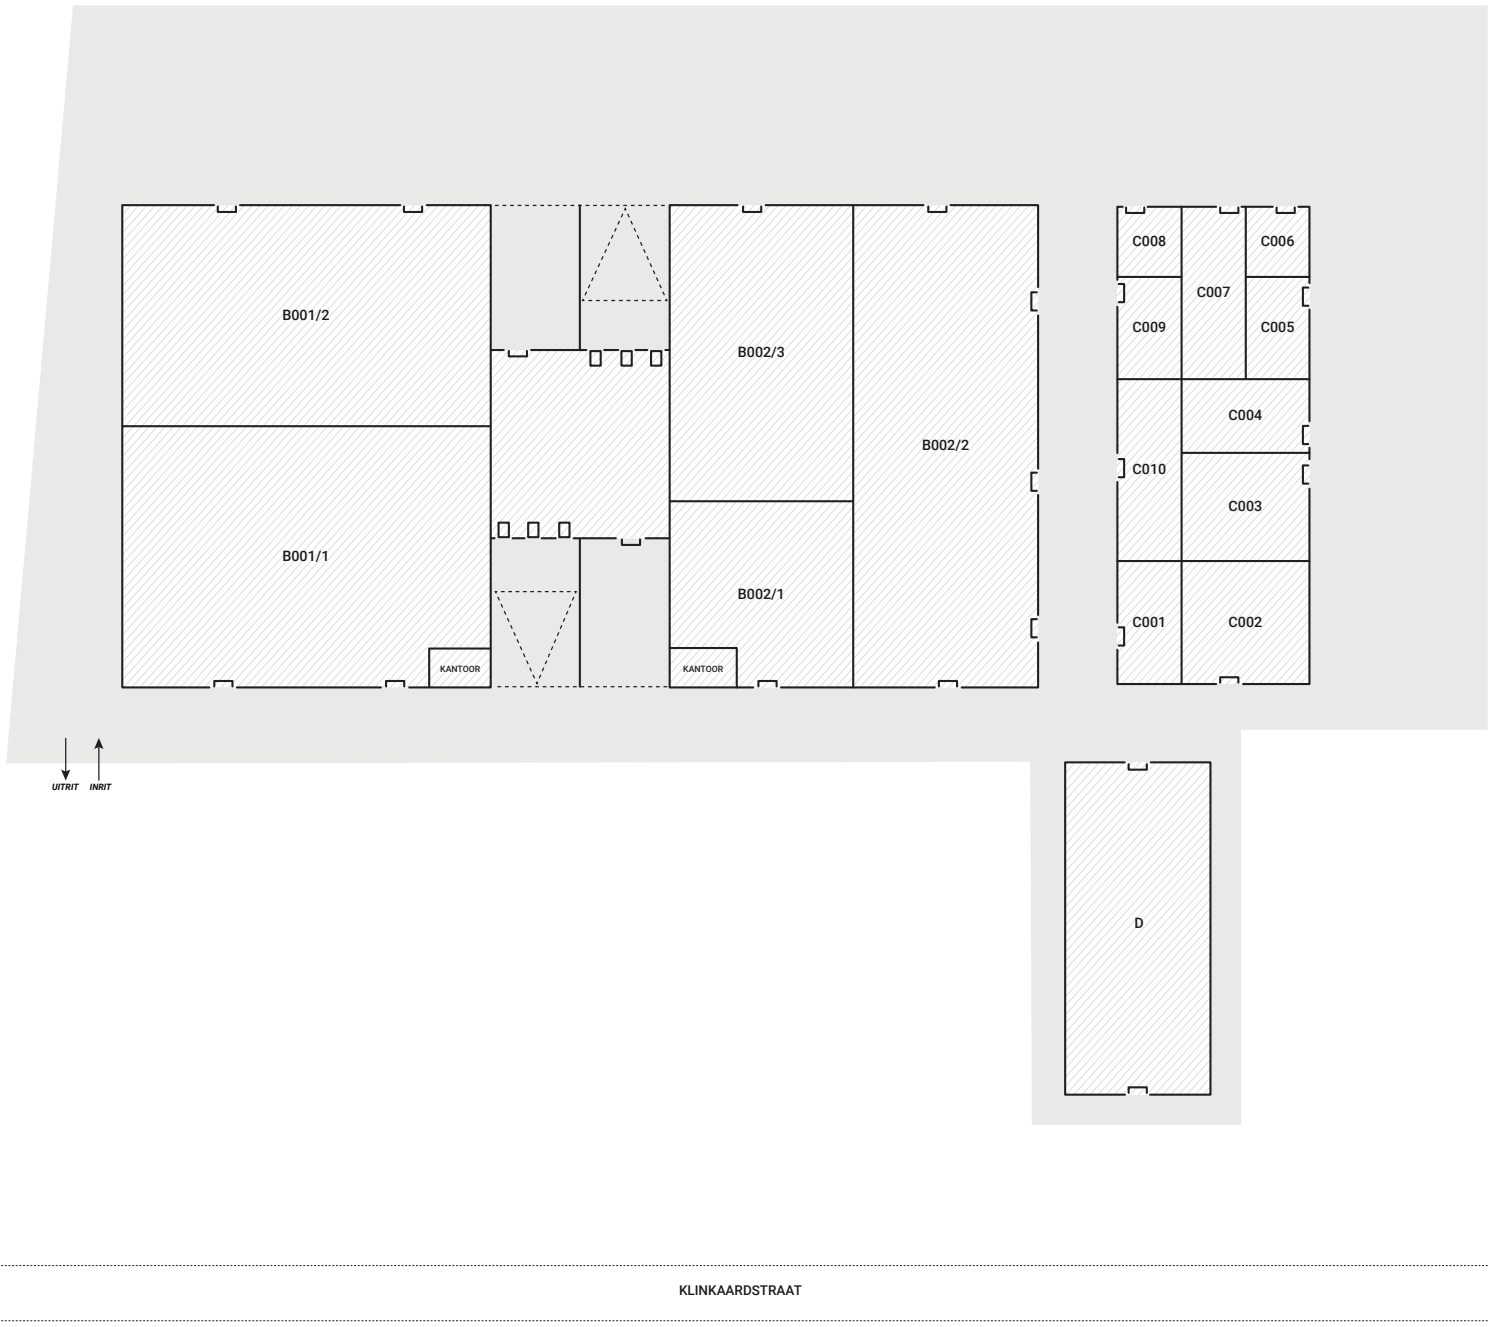 C008
C006
C007
B001/2
C009
C005
B002/3
C004
B002/2
C010
C003
B001/1
B002/1
C001
C002
KANTOOR
KANTOOR
UITRIT
INRIT
D
KLINKAARDSTRAAT